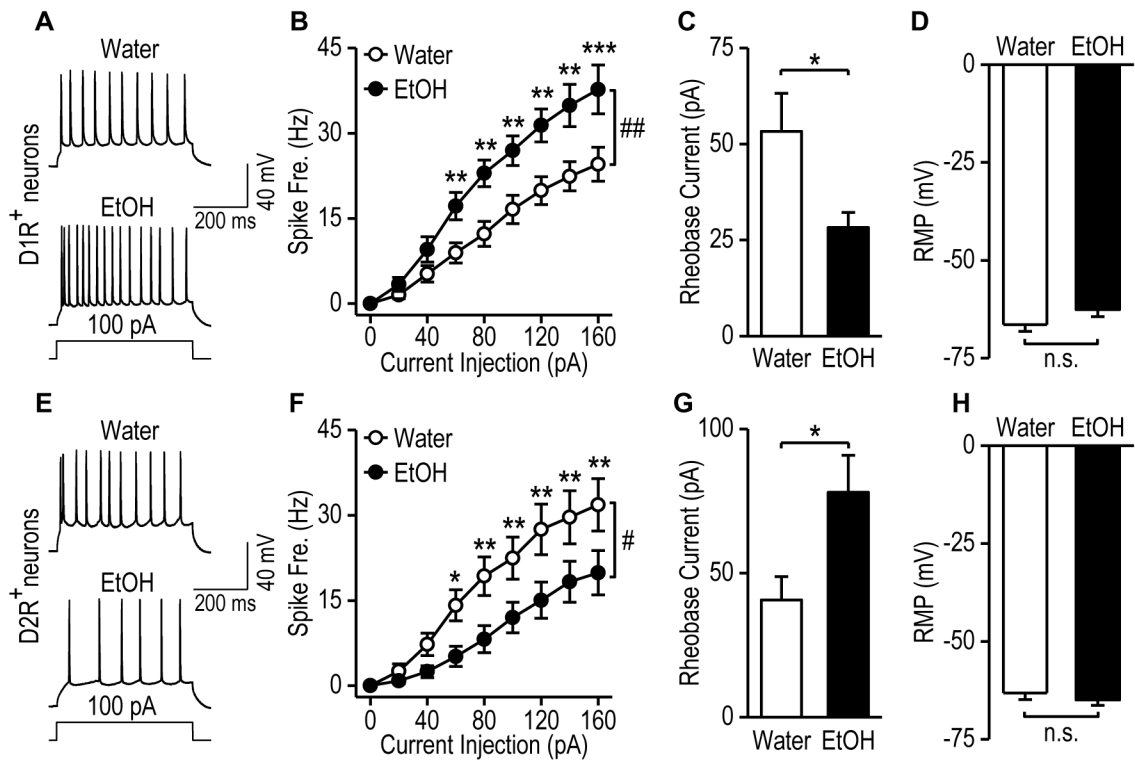 A
Water
D1R+ neurons
EtOH
40 mV
200 ms
100 pA
B
Water
EtOH
45
30
15
0
Spike Fre. (Hz)
** ** ** ** ** ***
##
0 40 80 120 160
Current Injection (pA)
C
75
50
25
0
Rheobase Current (pA)
*
Water EtOH
D
Water EtOH
0
-25
-50
-75
RMP (mV)
n.s.
E
Water
D2R+ neurons
EtOH
40 mV
200 ms
100 pA
F
Water
EtOH
45
30
15
0
Spike Fre. (Hz)
* ** ** ** ** **
#
0 40 80 120 160
Current Injection (pA)
G
100
50
0
Rheobase Current (pA)
*
Water EtOH
H
Water EtOH
0
-25
-50
-75
RMP (mV)
n.s.